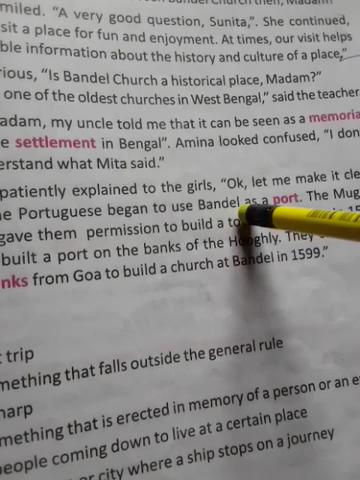 miled. "A very good question, Sunita,". She continued,
sit a place for fun and enjoyment. At times, our visit helps
ble information about the history and culture of a place,"
rious, "Is Bandel Church a historical place, Madam?"
one of the oldest churches in West Bengal," said the teacher
adam, my uncle told me that it can be seen as a memoria
e settlement in Bengal". Amina looked confused, "I don
erstand what Mita said."
patiently explained to the girls, "Ok, let me make it cle
he Portuguese began to use Bandel as a port. The Mug
gave them permission to build a to
built a port on the banks of the Hooghly. They
nks from Goa to build a church at Bandel in 1599."
trip
mething that falls outside the general rule
harp
mething that is erected in memory of a person or an e
people coming down to live at a certain place
or city where a ship stops on a journey